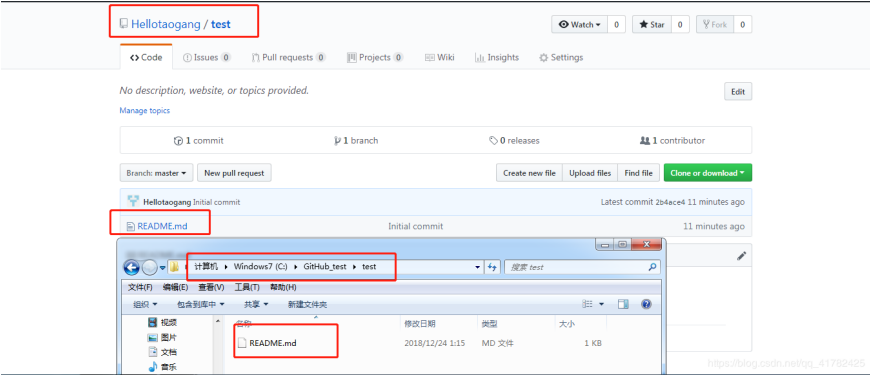 Hellotaogang / test
Watch 0 Star 0 Fork 0
Code Issues 0 Pull requests 0 Projects 0 Wiki Insights Settings
No description, website, or topics provided.
Edit
Manage topics
1 commit 1 branch 0 releases 1 contributor
Branch: master New pull request Create new file Upload files Find file Clone or download
Hellotaogang Initial commit Latest commit 2b4ace4 11 minutes ago
README.md Initial commit 11 minutes ago
计算机 Windows7 (C:) GitHub_test test 搜索 test
文件(F) 编辑(E) 查看(V) 工具(T) 帮助(H)
组织 包含到库中 共享 新建文件夹
视频 名称 修改日期 类型 大小
图片 README.md 2018/12/24 1:15 MD 文件 1 KB
文档
音乐
https://blog.csdn.net/qq_41782425